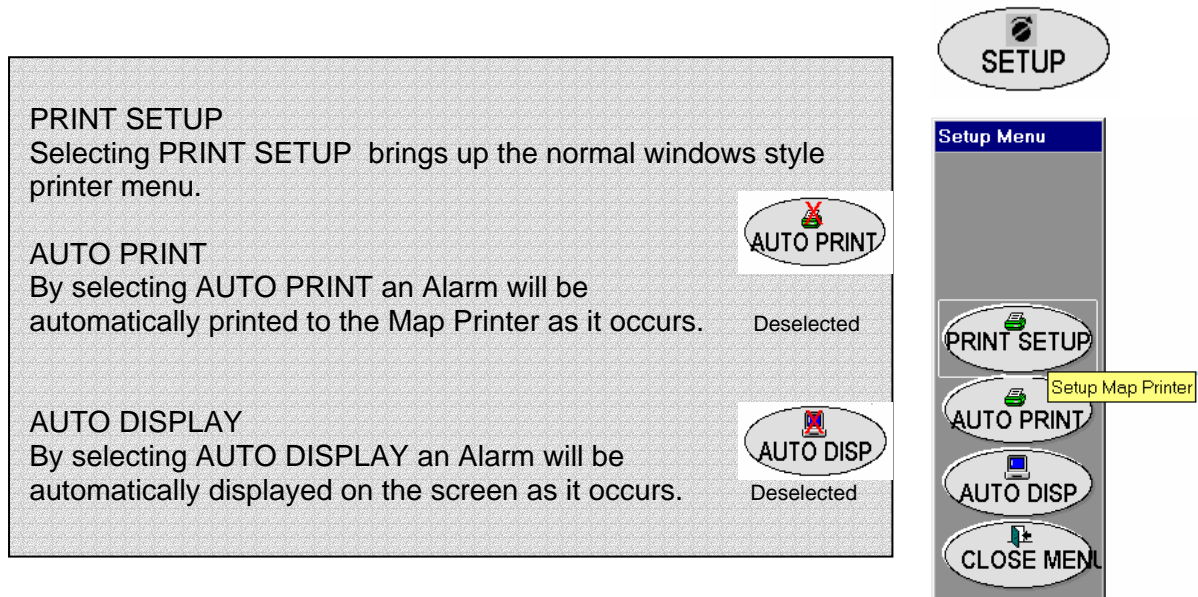 SETUP
PRINT SETUP
Selecting PRINT SETUP brings up the normal windows style
printer menu.
AUTO PRINT
AUTO PRINT
By selecting AUTO PRINT an Alarm will be
automatically printed to the Map Printer as it occurs.
Deselected
AUTO DISPLAY
By selecting AUTO DISPLAY an Alarm will be
automatically displayed on the screen as it occurs.
AUTO DISP
Deselected
Setup Menu
PRINT SETUP
Setup Map Printer
AUTO PRINT
AUTO DISP
CLOSE MENU